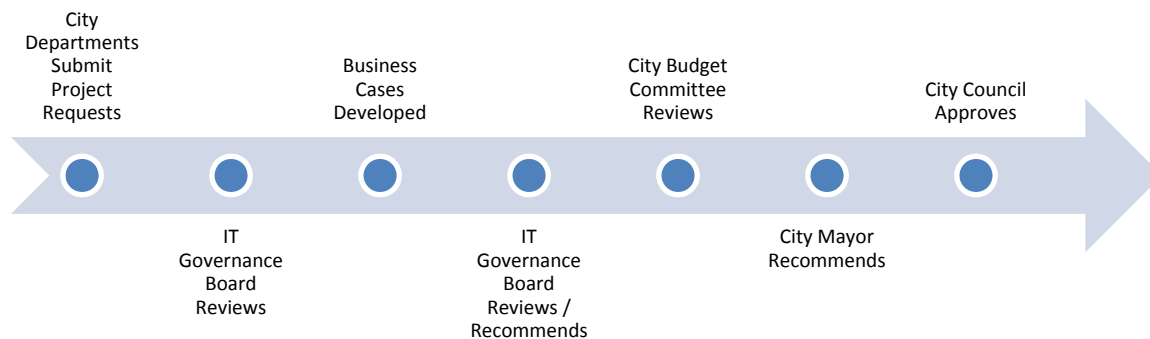 City
Departments
Submit
Project
Requests
IT
Governance
Board
Reviews
Business
Cases
Developed
IT
Governance
Board
Reviews /
Recommends
City Budget
Committee
Reviews
City Mayor
Recommends
City Council
Approves